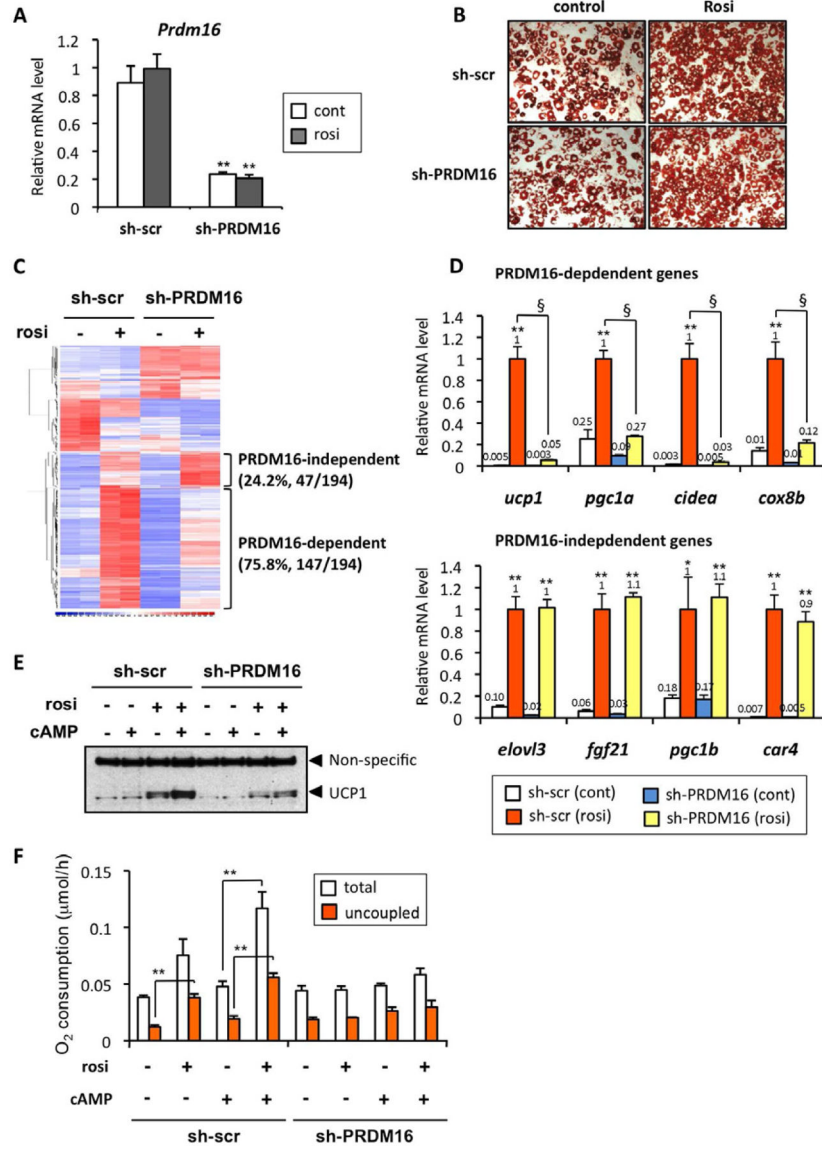 A
Prdm16
Relative mRNA level
1.2
1
0.8
0.6
0.4
0.2
0
** **
cont
rosi
sh-scr sh-PRDM16
B
control Rosi
sh-scr
sh-PRDM16
C
sh-scr sh-PRDM16
rosi - + - +
PRDM16-independent
(24.2%, 47/194)
PRDM16-dependent
(75.8%, 147/194)
D
PRDM16-depdendent genes
Relative mRNA level
1.4
1.2
1
0.8
0.6
0.4
0.2
0
§ § § §
** ** ** **
1 1 1 1
0.005 0.003 0.05 0.25 0.09 0.27 0.003 0.005 0.03 0.01 0.01 0.12
ucp1 pgc1a cidea cox8b
PRDM16-indepdendent genes
Relative mRNA level
1.4
1.2
1
0.8
0.6
0.4
0.2
0
** ** ** ** * ** ** **
1 1 1 1.1 1 1.1 1 0.9
0.10 0.02 0.06 0.03 0.18 0.17 0.007 0.005
elovl3 fgf21 pgc1b car4
sh-scr (cont) sh-PRDM16 (cont)
sh-scr (rosi) sh-PRDM16 (rosi)
E
sh-scr sh-PRDM16
rosi - - + + - - + +
cAMP - + - + - + - +
Non-specific
UCP1
F
O2 consumption (μmol/h)
0.15
0.1
0.05
0
** ** **
total
uncoupled
rosi - + - + - + - +
cAMP - - + + - - + +
sh-scr sh-PRDM16